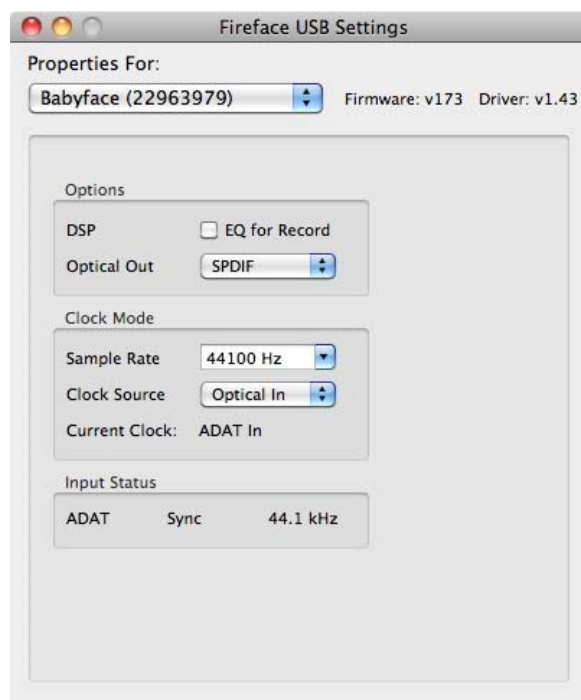 Fireface USB Settings
Properties For:
Babyface (22963979) Firmware: v173 Driver: v1.43
Options
DSP EQ for Record
Optical Out SPDIF
Clock Mode
Sample Rate 44100 Hz
Clock Source Optical In
Current Clock: ADAT In
Input Status
ADAT Sync 44.1 kHz